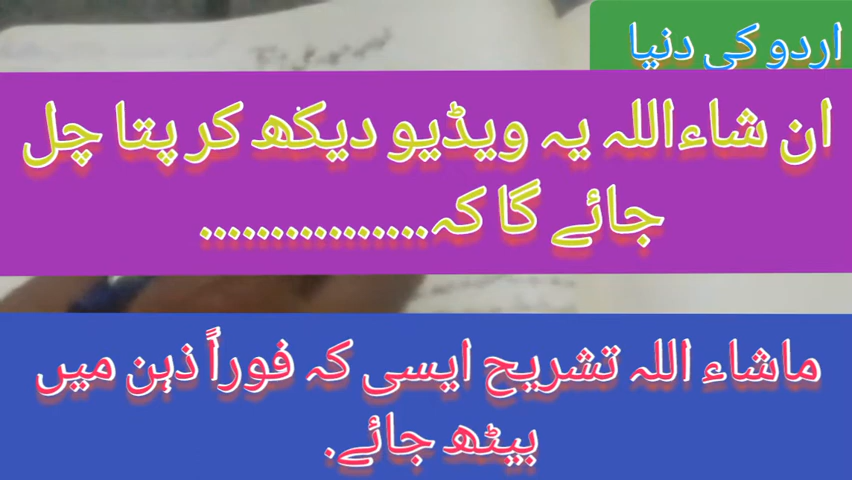 اردو کی دنیا
ان شاءاللہ یہ ویڈیو دیکھ کر پتا چل
جائے گا کہ................
ماشاء اللہ تشریح ایسی کہ فوراً ذہن میں
بیٹھ جائے.